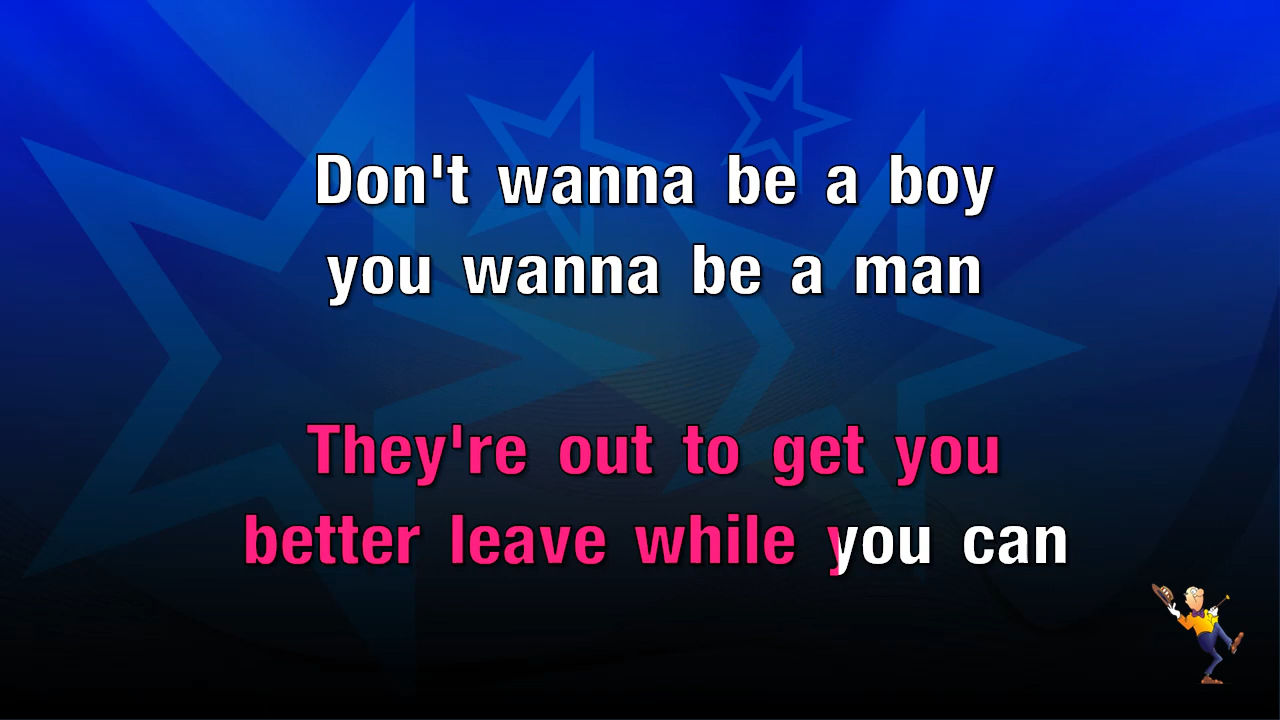 Don't wanna be a boy
you wanna be a man
They're out to get you
better leave while you can